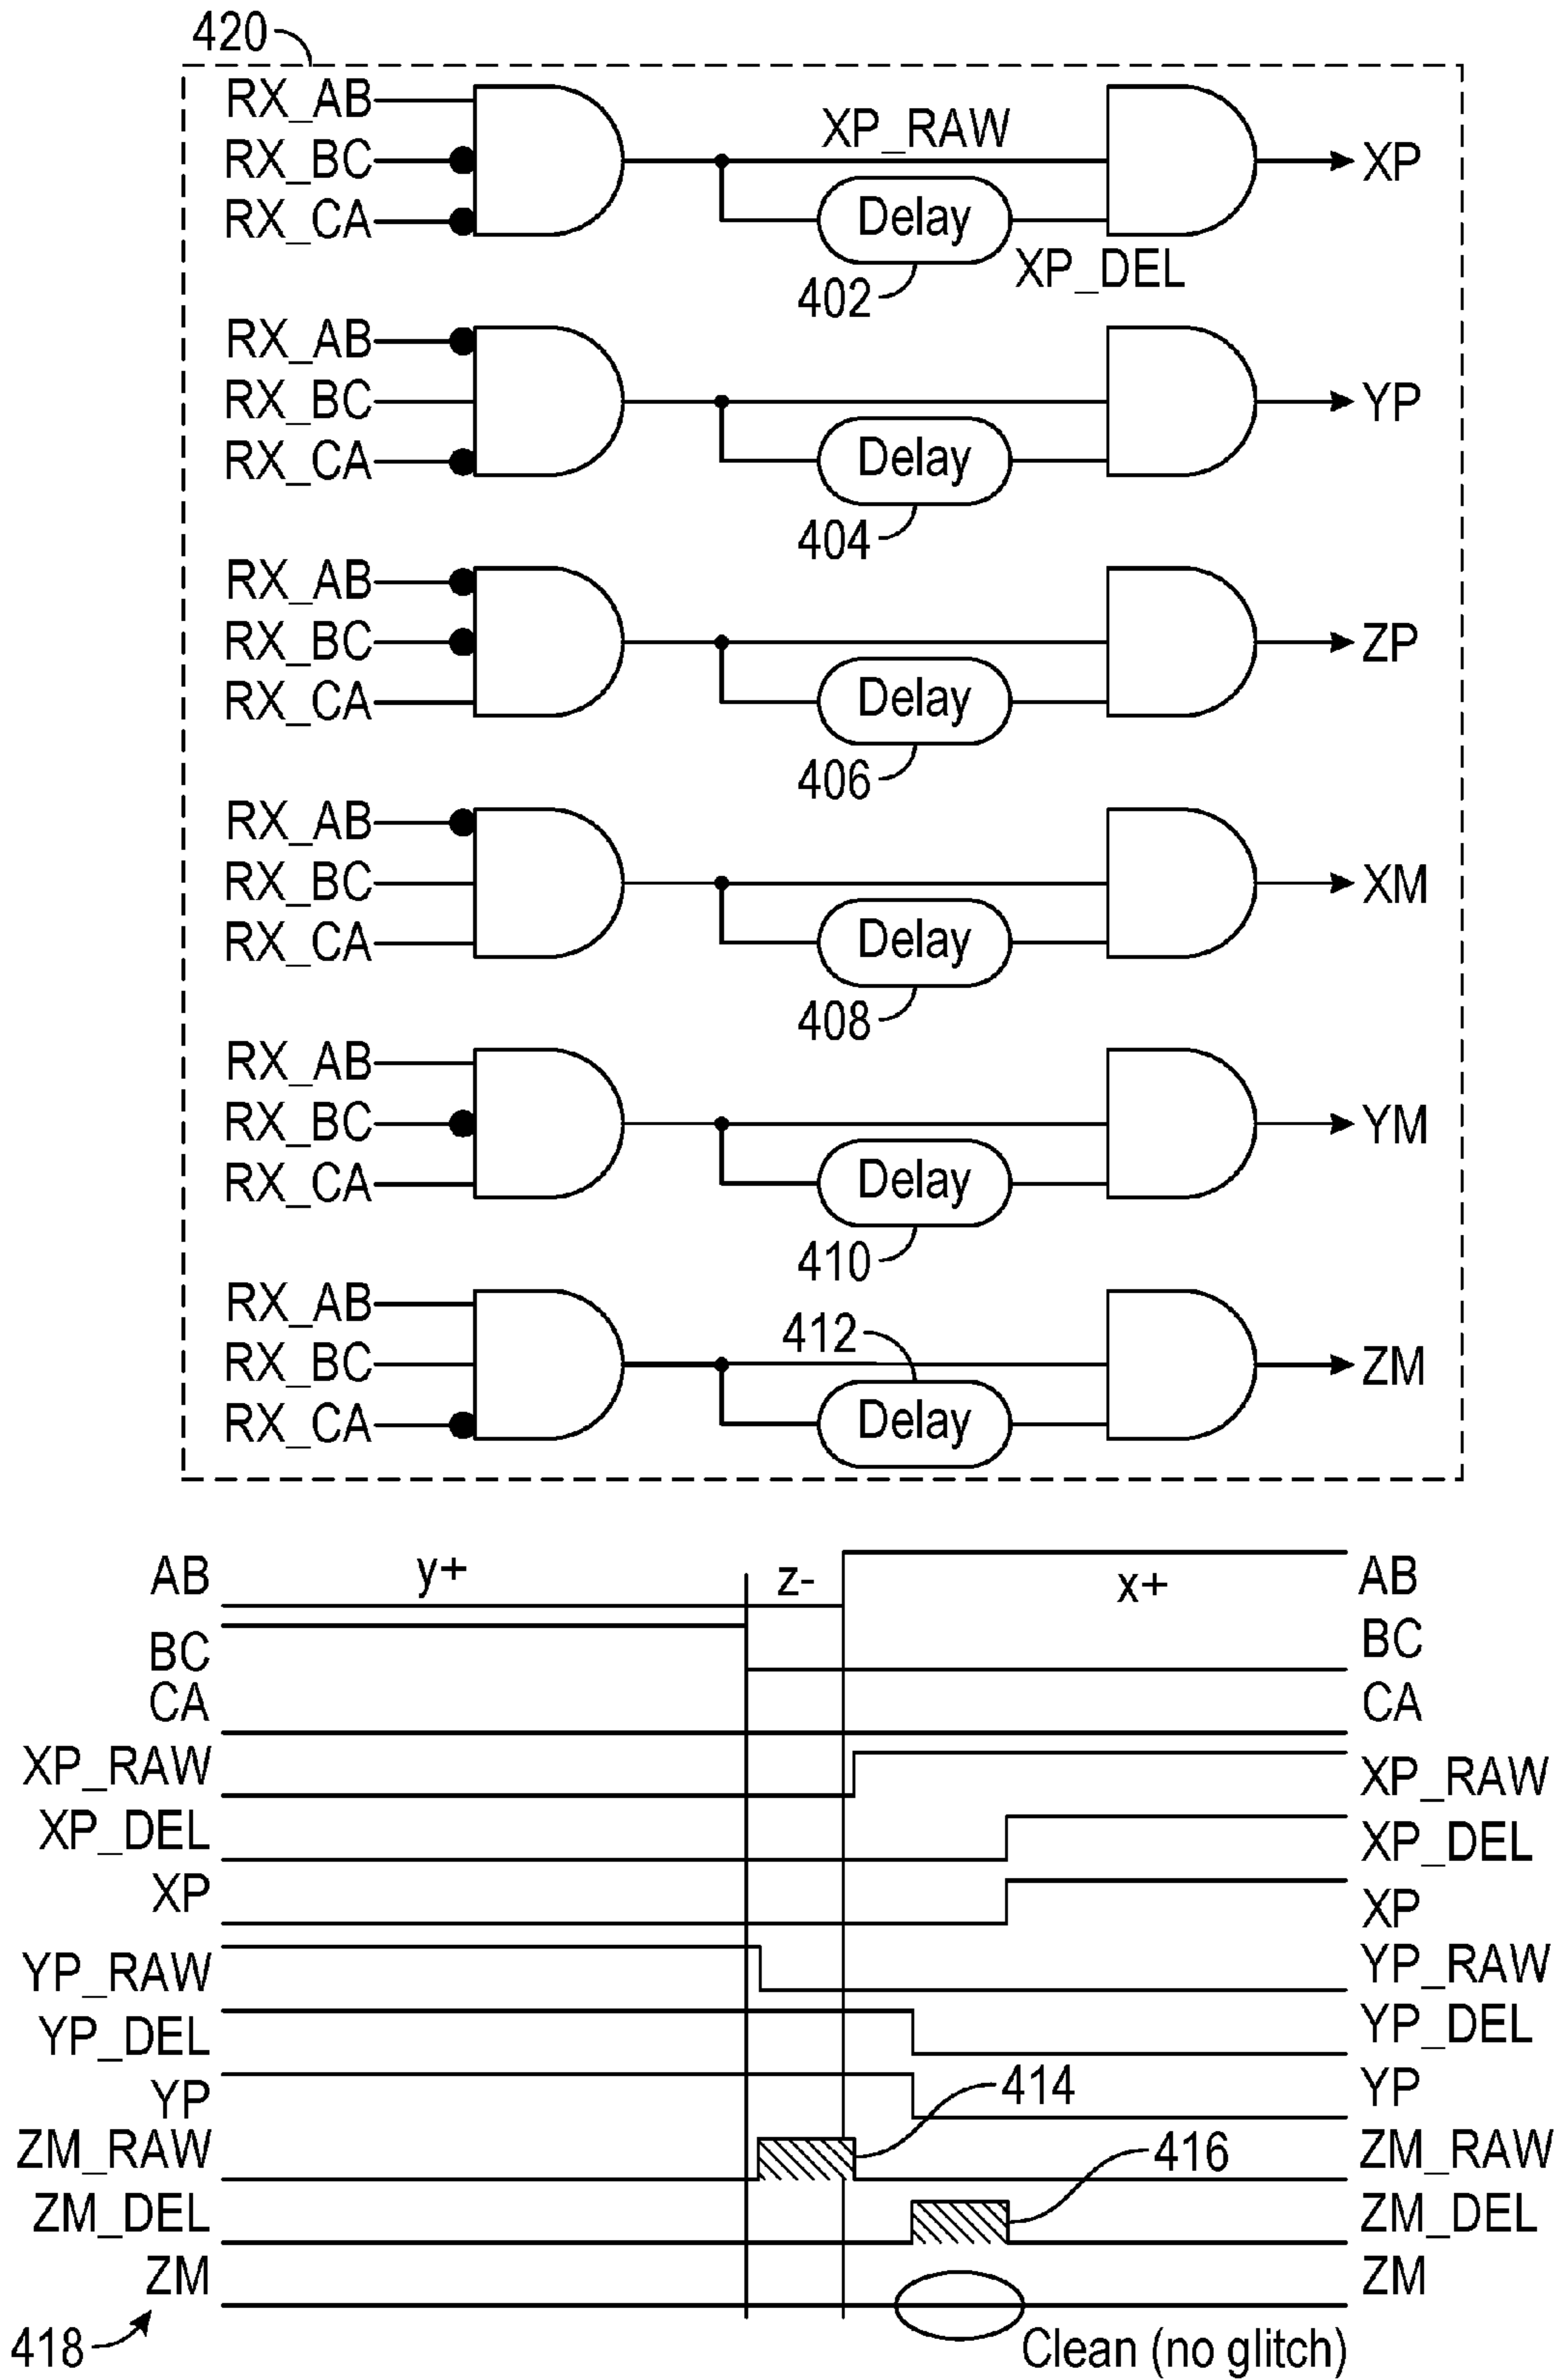 420
RX_AB
RX_BC
RX_CA
XP_RAW
Delay
XP_DEL
402
XP
RX_AB
RX_BC
RX_CA
Delay
404
YP
RX_AB
RX_BC
RX_CA
Delay
406
ZP
RX_AB
RX_BC
RX_CA
Delay
408
XM
RX_AB
RX_BC
RX_CA
Delay
410
YM
RX_AB
RX_BC
RX_CA
412
Delay
ZM
AB y+ z- x+ AB
BC BC
CA CA
XP_RAW XP_RAW
XP_DEL XP_DEL
XP XP
YP_RAW YP_RAW
YP_DEL YP_DEL
YP 414 YP
ZM_RAW 416 ZM_RAW
ZM_DEL ZM_DEL
ZM ZM
418 Clean (no glitch)